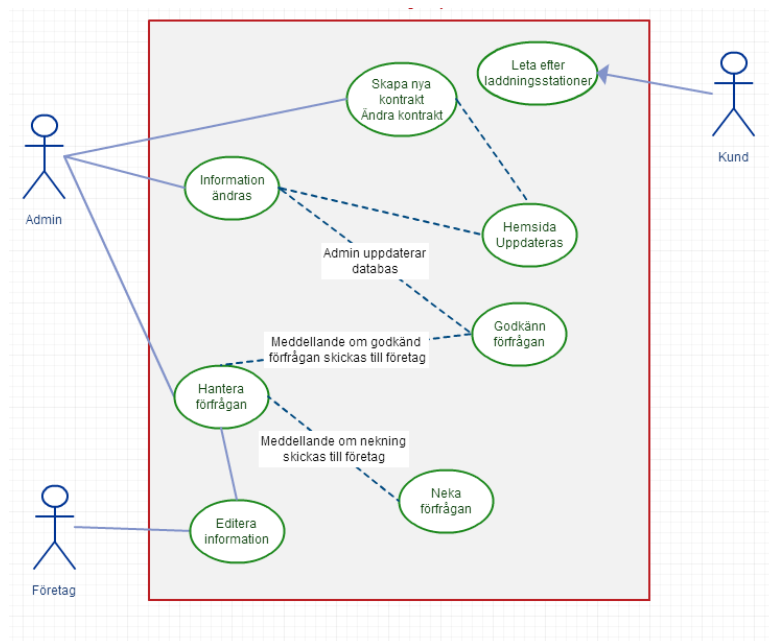 Leta efter
laddningsstationer
Skapa nya
kontrakt
Ändra kontrakt
Kund
Information
ändras
Admin
Hemsida
Uppdateras
Admin uppdaterar
databas
Godkänn
förfrågan
Meddellande om godkänd
förfrågan skickas till företag
Hantera
förfrågan
Meddellande om nekning
skickas till företag
Neka
förfrågan
Editera
information
Företag